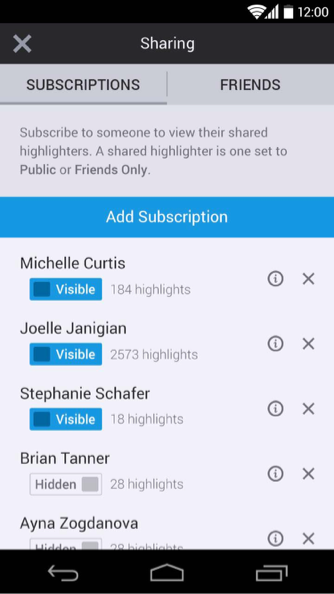 12:00
Sharing
SUBSCRIPTIONS FRIENDS
Subscribe to someone to view their shared
highlighters. A shared highlighter is one set to
Public or Friends Only.
Add Subscription
Michelle Curtis
Visible 184 highlights
Joelle Janigian
Visible 2573 highlights
Stephanie Schafer
Visible 18 highlights
Brian Tanner
Hidden 28 highlights
Ayna Zogdanova
Hidden 28 highlights